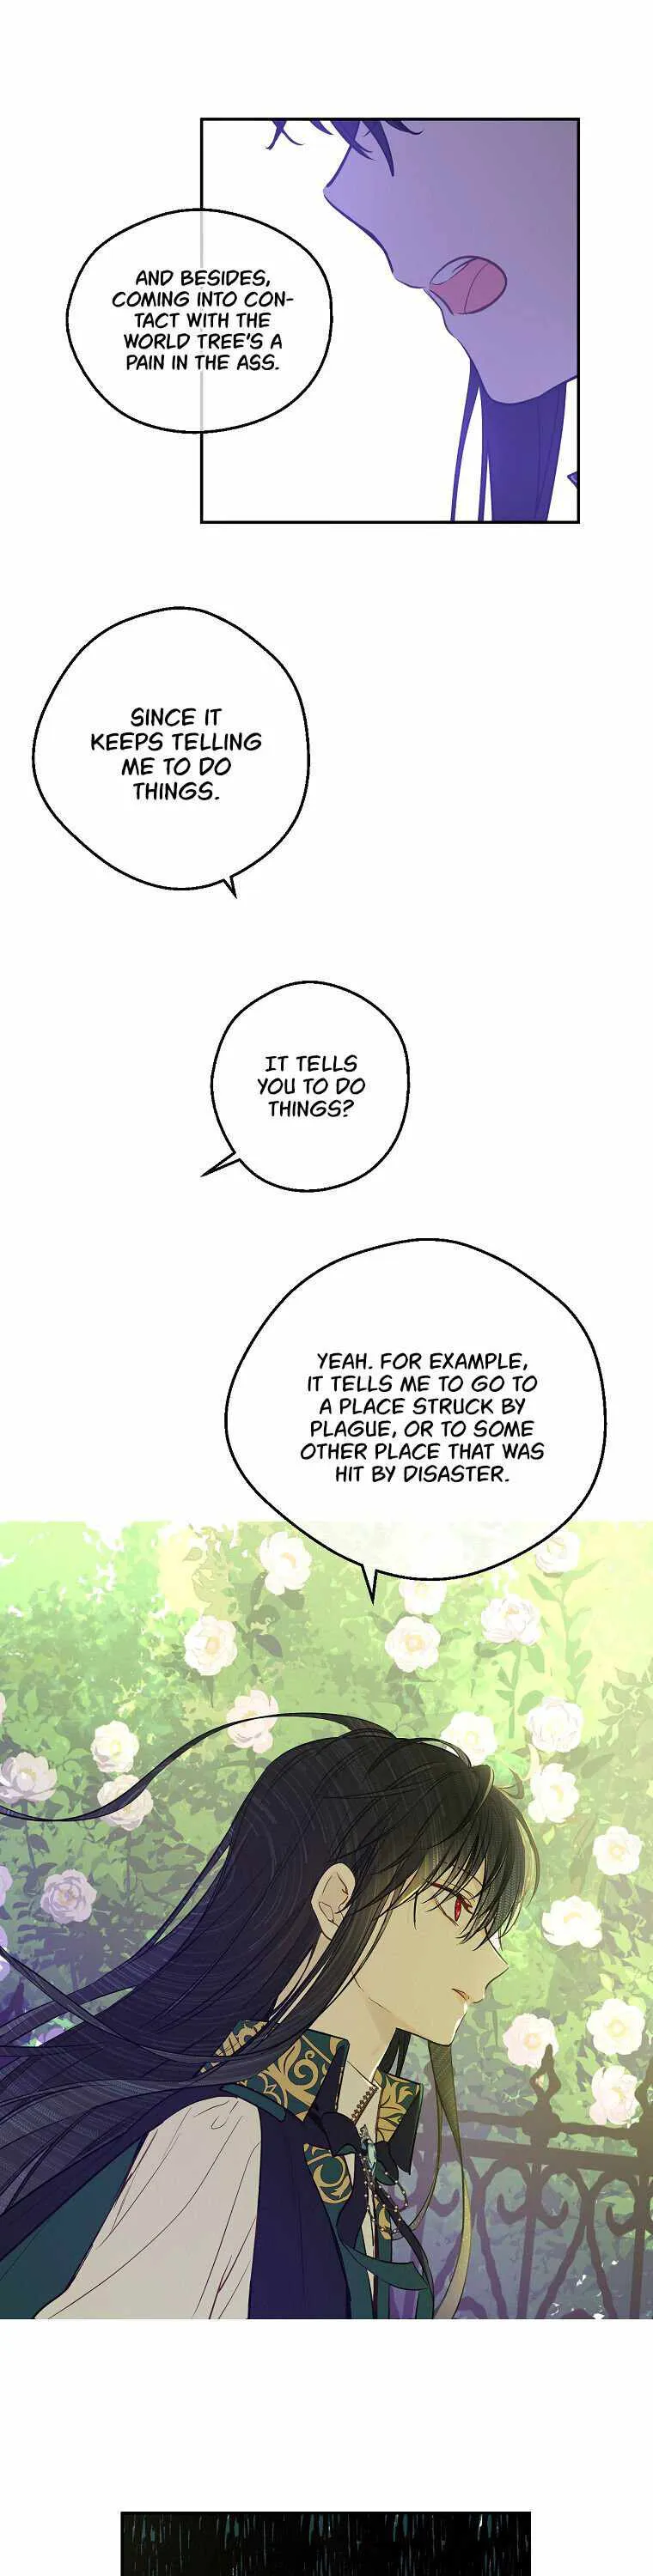 AND BESIDES,
COMING INTO CON-
TACT WITH THE
WORLD TREE'S A
PAIN IN THE ASS.
SINCE IT
KEEPS TELLING
ME TO DO
THINGS.
IT TELLS
YOU TO DO
THINGS?
YEAH. FOR EXAMPLE,
IT TELLS ME TO GO TO
A PLACE STRUCK BY
PLAGUE, OR TO SOME
OTHER PLACE THAT WAS
HIT BY DISASTER.